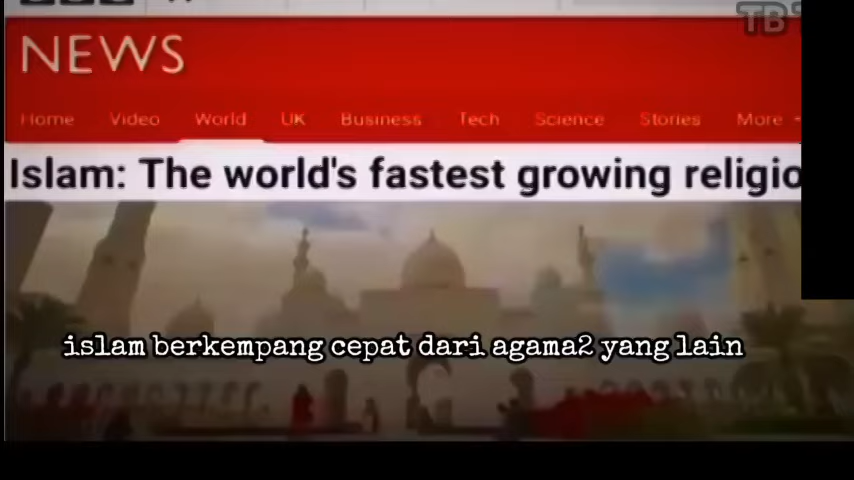 TB
NEWS
Home Video World UK Business Tech Science Stories More
Islam: The world's fastest growing religio
islam berkempang cepat dari agama2 yang lain